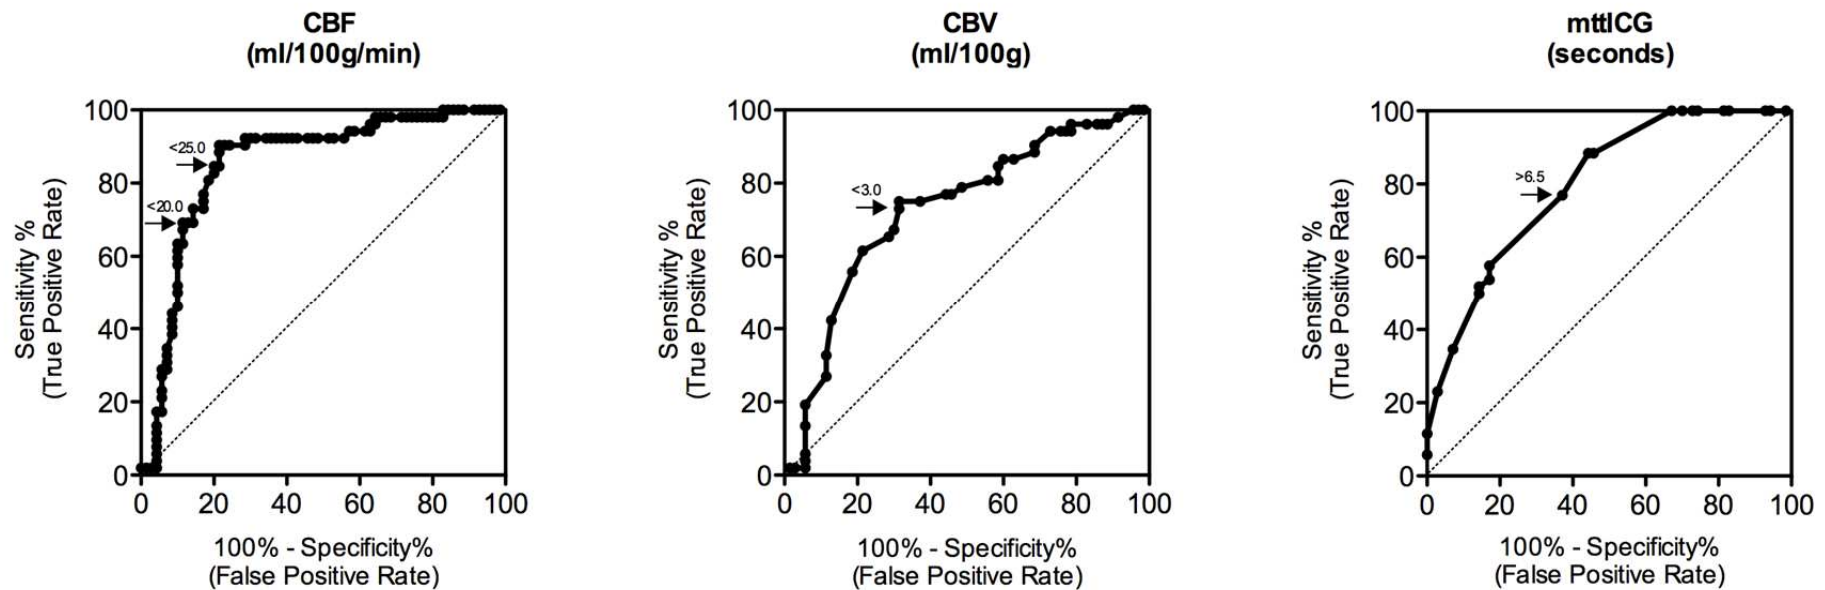 CBF
(ml/100g/min)
100
80
60
40
20
0
<25.0
<20.0
Sensitivity %
(True Positive Rate)
0 20 40 60 80 100
100% - Specificity%
(False Positive Rate)
CBV
(ml/100g)
100
80
60
40
20
0
<3.0
Sensitivity %
(True Positive Rate)
0 20 40 60 80 100
100% - Specificity%
(False Positive Rate)
mttICG
(seconds)
100
80
60
40
20
0
>6.5
Sensitivity %
(True Positive Rate)
0 20 40 60 80 100
100% - Specificity%
(False Positive Rate)